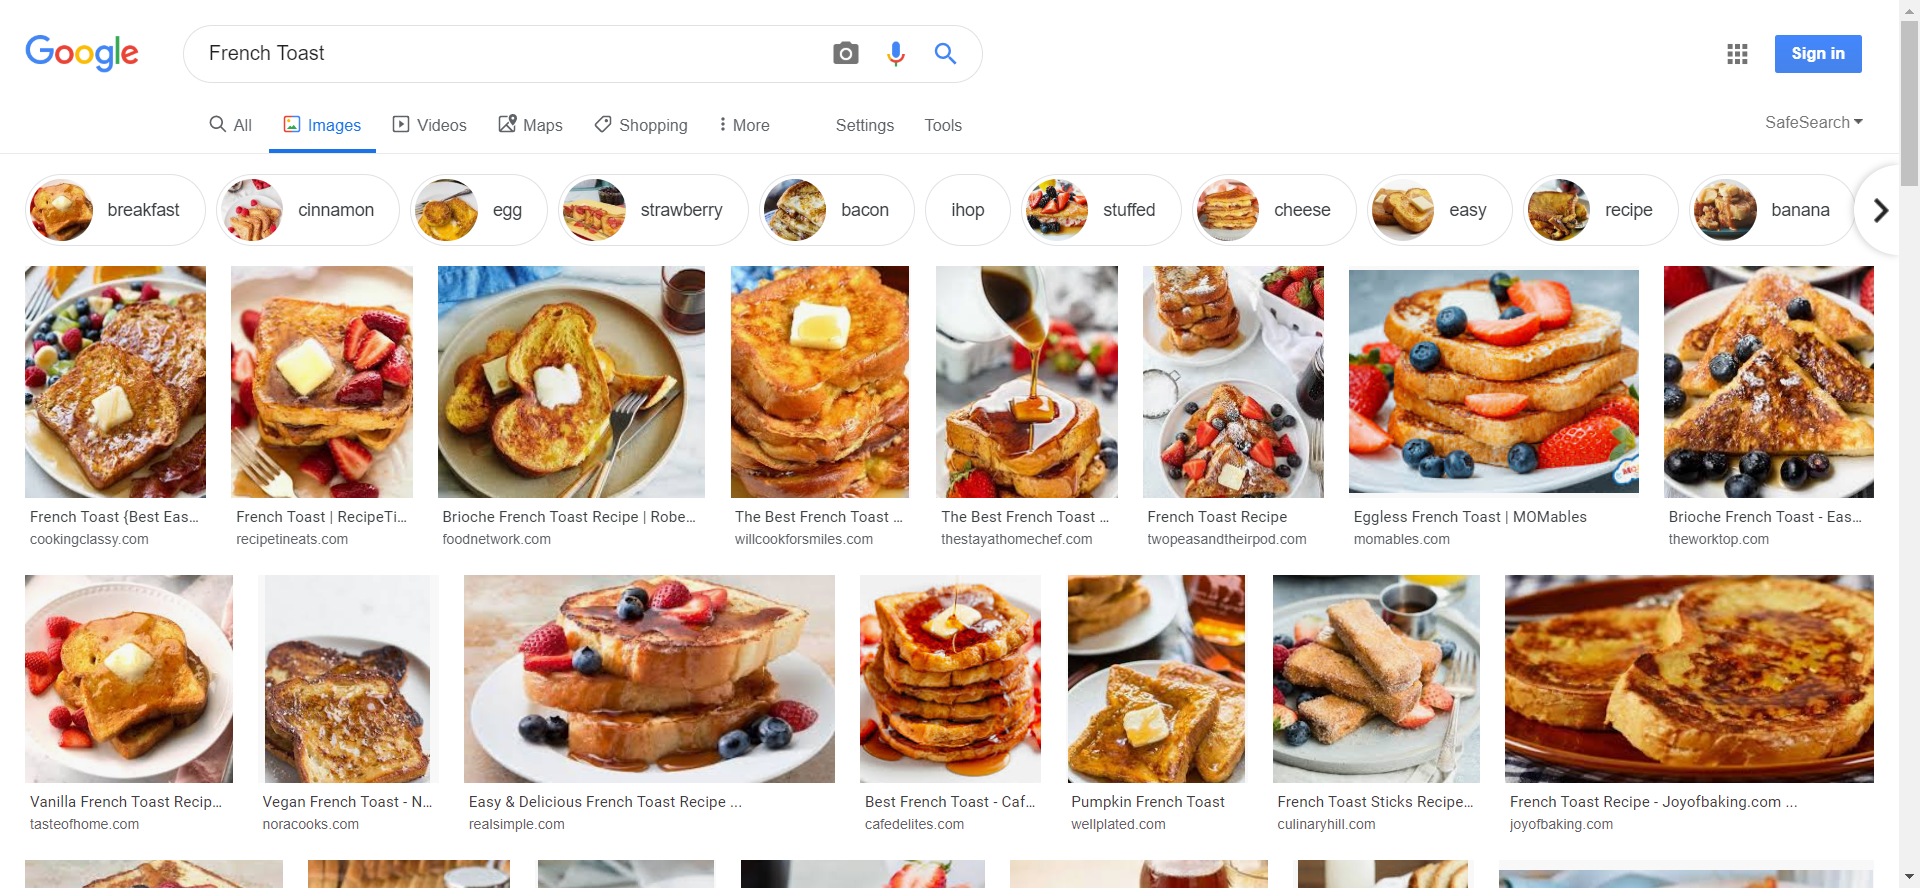 Google
French Toast
Sign in
All
Images
Videos
Maps
Shopping
More
Settings
Tools
SafeSearch
breakfast
cinnamon
egg
strawberry
bacon
ihop
stuffed
cheese
easy
recipe
banana
French Toast {Best Eas...
cookingclassy.com
French Toast | RecipeTi...
recipetineats.com
Brioche French Toast Recipe | Robe...
foodnetwork.com
The Best French Toast ...
willcookforsmiles.com
The Best French Toast ...
thestayathomechef.com
French Toast Recipe
twopeasandtheirpod.com
Eggless French Toast | MOMables
momables.com
Brioche French Toast - Eas...
theworktop.com
Vanilla French Toast Recip...
tasteofhome.com
Vegan French Toast - N...
noracooks.com
Easy & Delicious French Toast Recipe ...
realsimple.com
Best French Toast - Caf...
cafedelites.com
Pumpkin French Toast
wellplated.com
French Toast Sticks Recipe...
culinaryhill.com
French Toast Recipe - Joyofbaking.com ...
joyofbaking.com